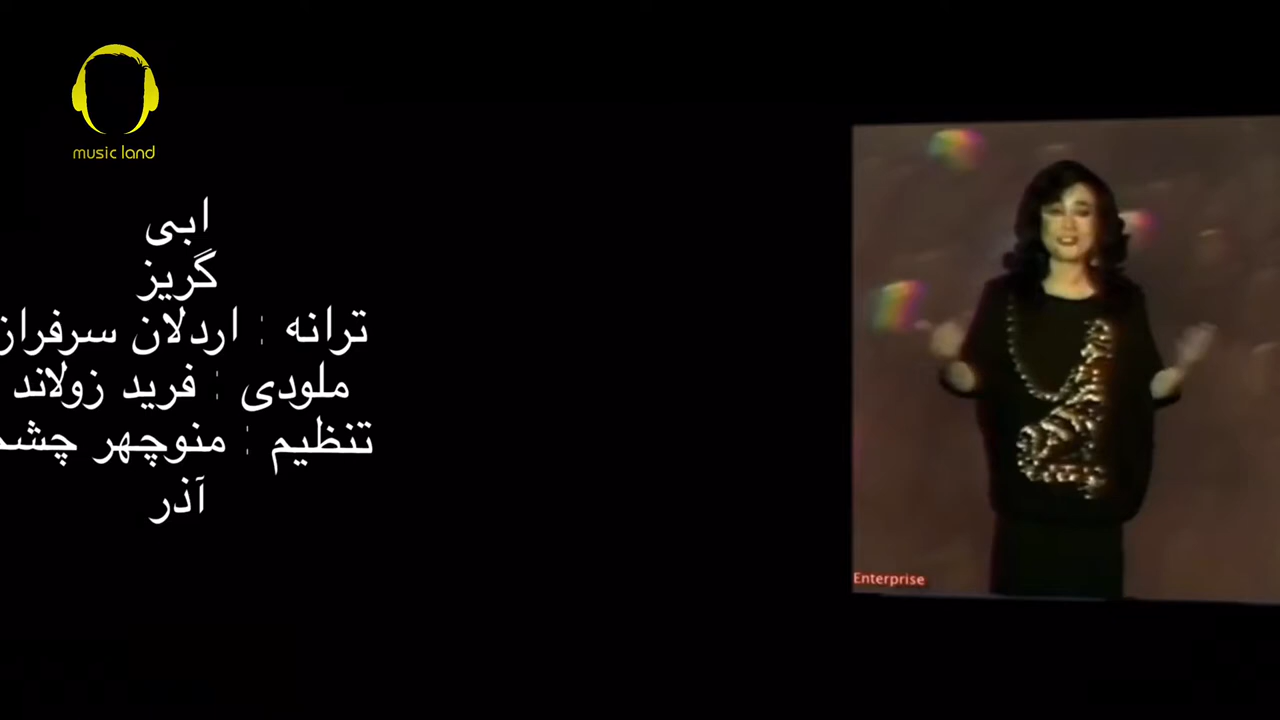 music land
ابی
گریز
ترانه : اردلان سرفراز
ملودی : فرید زولاند
تنظیم : منوچهر
آذر
Enterprise